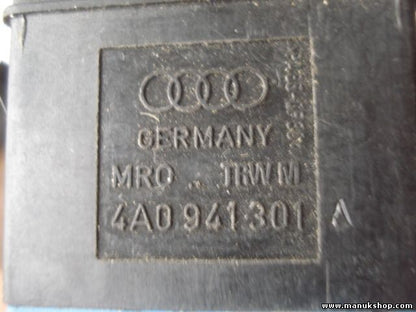 GERMANY
MRO . TRW M
4A0 941 301 A
www.manukshop.com